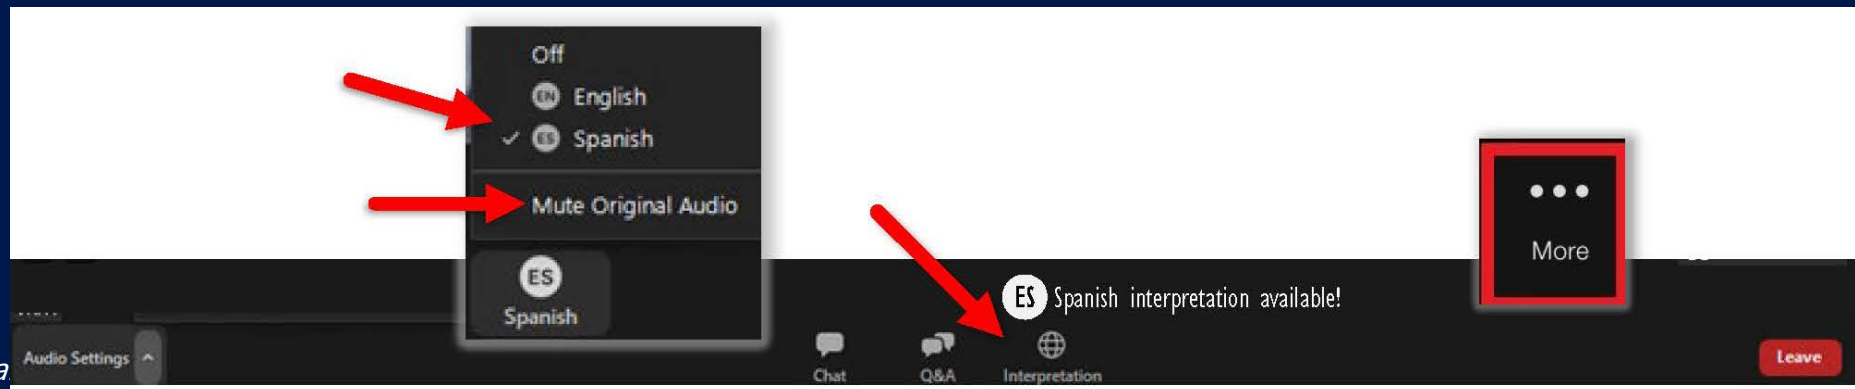 Off
EN English
ES Spanish
Mute Original Audio
ES
Spanish
More
ES Spanish interpretation available!
Audio Settings
Chat
Q&A
Interpretation
Leave